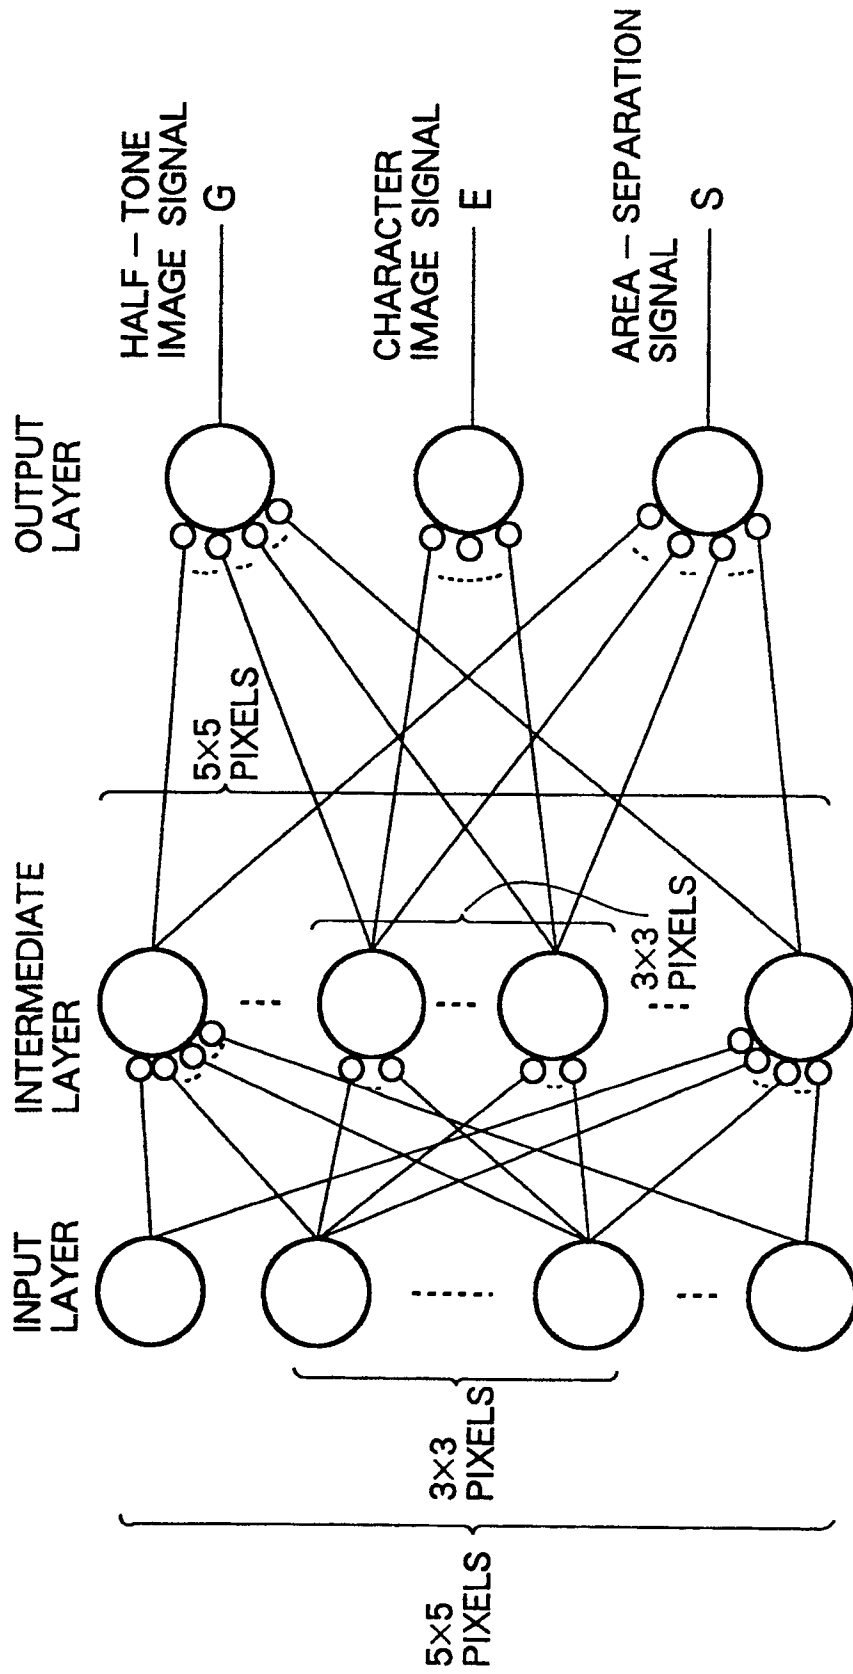 INPUT
LAYER
INTERMEDIATE
LAYER
OUTPUT
LAYER
5×5
PIXELS
3×3
PIXELS
5×5
PIXELS
3×3
PIXELS
HALF – TONE
IMAGE SIGNAL
G
CHARACTER
IMAGE SIGNAL
E
AREA – SEPARATION
SIGNAL
S